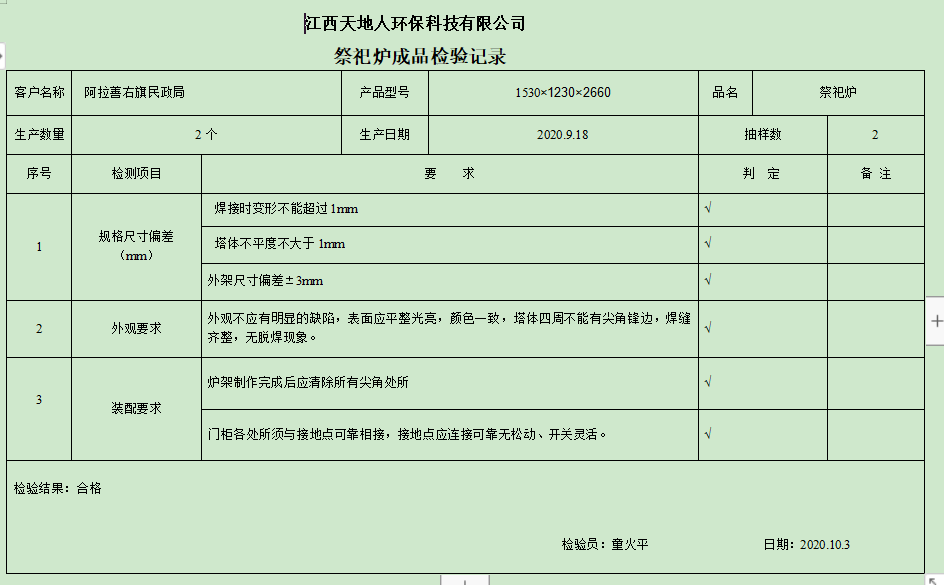 江西天地人环保科技有限公司
祭祀炉成品检验记录
客户名称 阿拉善右旗民政局 产品型号 1530×1230×2660 品名 祭祀炉
生产数量 2个 生产日期 2020.9.18 抽样数 2
序号 检测项目 要 求 判 定 备 注
1 规格尺寸偏差
（mm）
焊接时变形不能超过1mm √
塔体不平度不大于1mm √
外架尺寸偏差±3mm √
2 外观要求
外观不应有明显的缺陷，表面应平整光亮，颜色一致，塔体四周不能有尖角锋边，焊缝
齐整，无脱焊现象。 √
3 装配要求
炉架制作完成后应清除所有尖角处所 √
门柜各处所须与接地点可靠相接，接地点应连接可靠无松动、开关灵活。 √
检验结果：合格
检验员：童火平 日期：2020.10.3